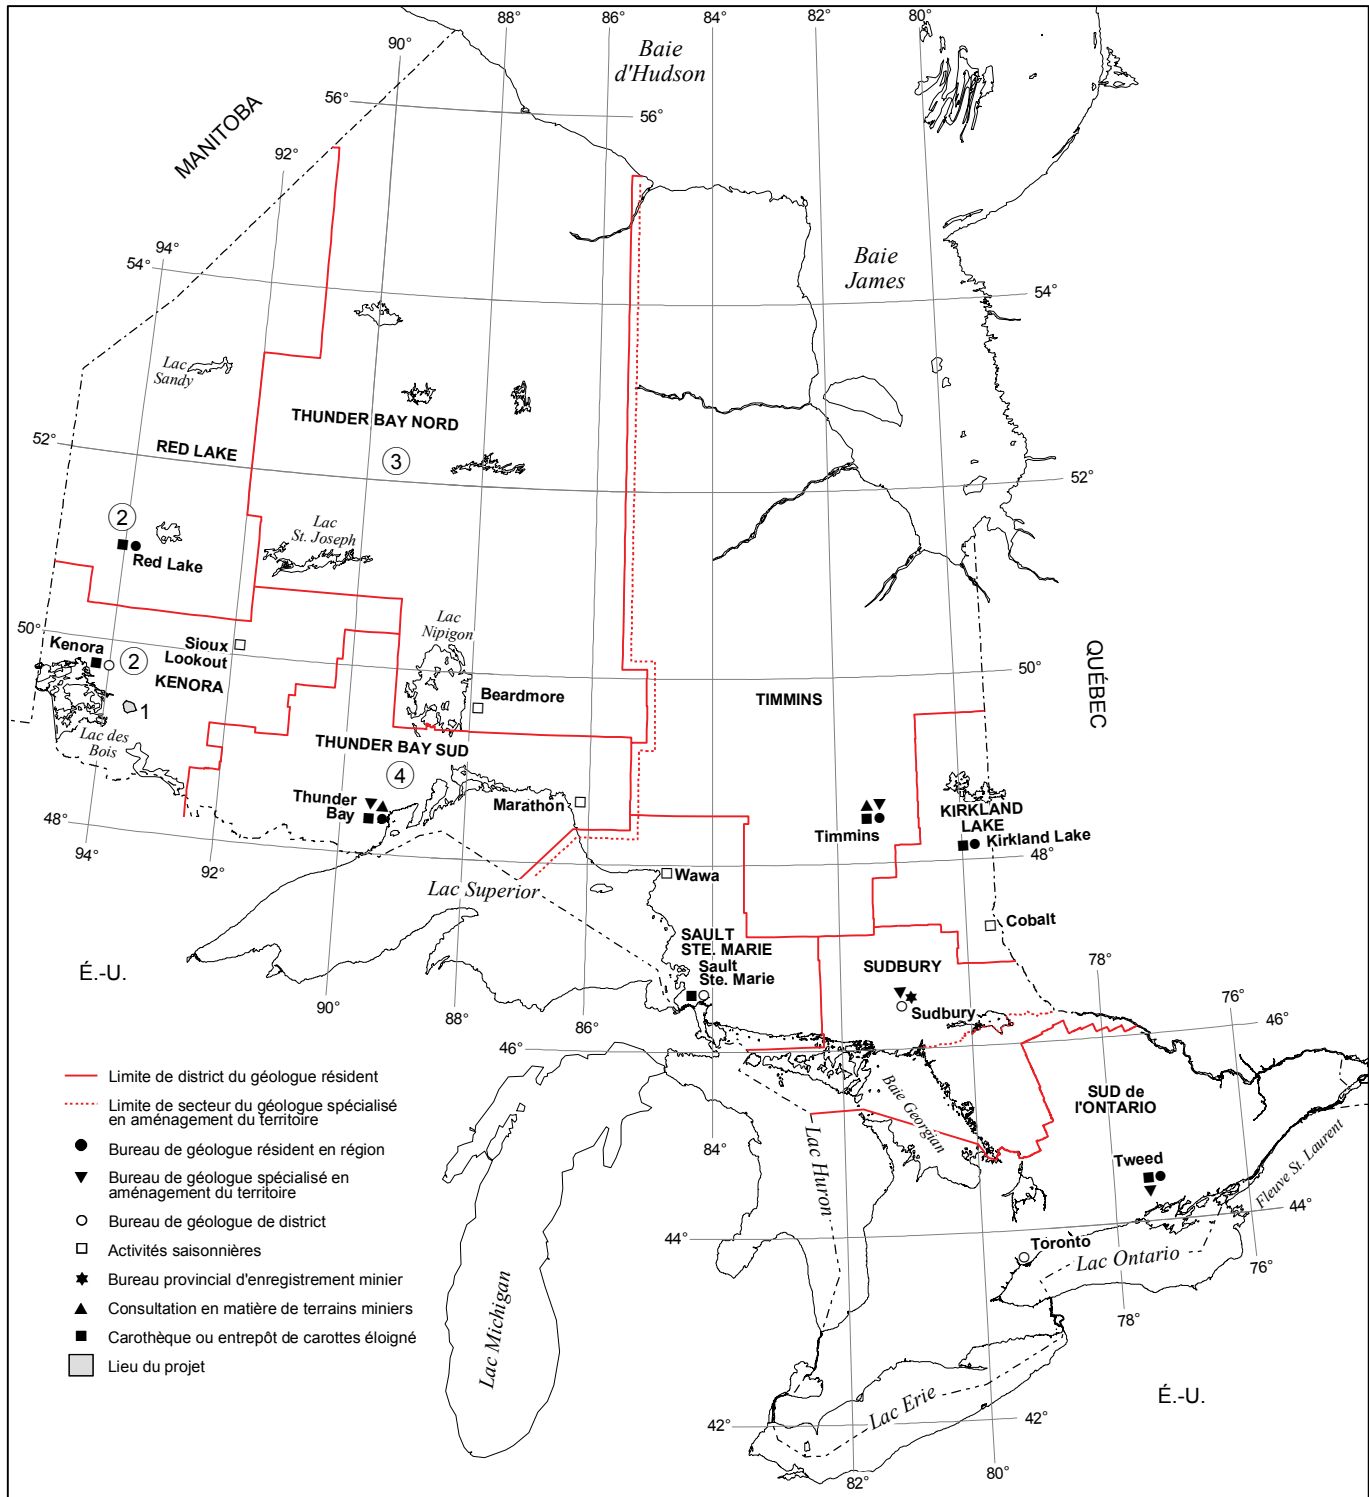 88°
86°
84°
82°
80°
90°
Baie
d'Hudson
56°
56°
MANITOBA
92°
94°
54°
Baie
James
54°
Lac
Sandy
THUNDER BAY NORD
52°
RED LAKE
3
52°
2
Lac
St. Joseph
Red Lake
50°
Kenora
2
Sioux
Lookout
KENORA
Lac
Nipigon
50°
QUÉBEC
Beardmore
TIMMINS
1
Lac des
Bois
THUNDER BAY SUD
4
Thunder
Bay
Marathon
Timmins
KIRKLAND
LAKE
Kirkland Lake
48°
48°
94°
92°
Wawa
Lac Superior
Cobalt
SAULT
STE. MARIE
Sault
Ste. Marie
SUDBURY
78°
É.-U.
Sudbury
76°
46°
90°
88°
86°
46°
Limite de district du géologue résident
Limite de secteur du géologue spécialisé
en aménagement du territoire
Bureau de géologue résident en région
Bureau de géologue spécialisé en
aménagement du territoire
Bureau de géologue de district
Activités saisonnières
Bureau provincial d'enregistrement minier
Consultation en matière de terrains miniers
Carothèque ou entrepôt de carottes éloigné
Lieu du projet
Baie Georgian
SUD de
l'ONTARIO
84°
Lac Huron
Tweed
Fleuve St. Laurent
44°
44°
Toronto
Lac Ontario
76°
78°
Lac Michigan
Lac Erie
É.-U.
42°
42°
82°
80°